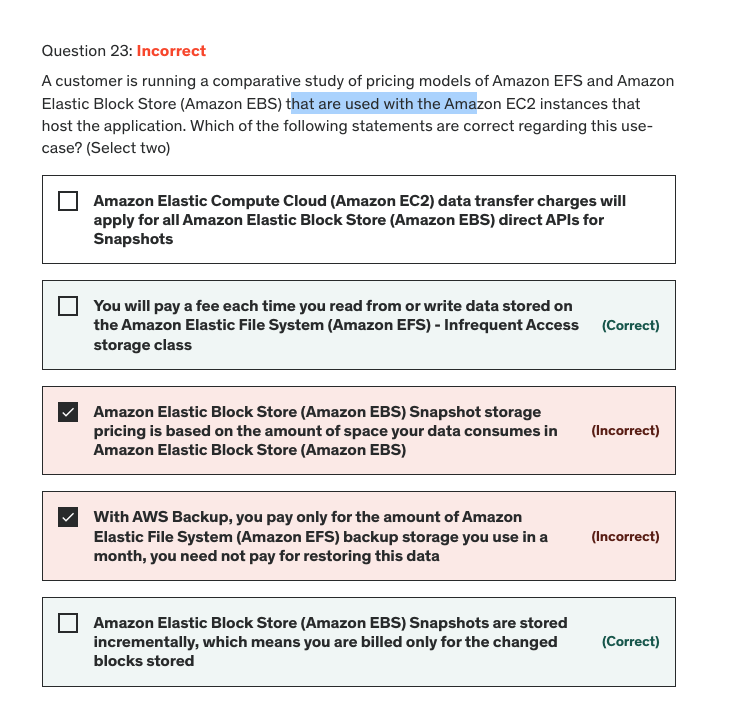 Question 23: Incorrect
A customer is running a comparative study of pricing models of Amazon EFS and Amazon
Elastic Block Store (Amazon EBS) that are used with the Amazon EC2 instances that
host the application. Which of the following statements are correct regarding this use-
case? (Select two)
Amazon Elastic Compute Cloud (Amazon EC2) data transfer charges will
apply for all Amazon Elastic Block Store (Amazon EBS) direct APIs for
Snapshots
You will pay a fee each time you read from or write data stored on
the Amazon Elastic File System (Amazon EFS) - Infrequent Access
storage class
(Correct)
Amazon Elastic Block Store (Amazon EBS) Snapshot storage
pricing is based on the amount of space your data consumes in
Amazon Elastic Block Store (Amazon EBS)
(Incorrect)
With AWS Backup, you pay only for the amount of Amazon
Elastic File System (Amazon EFS) backup storage you use in a
month, you need not pay for restoring this data
(Incorrect)
Amazon Elastic Block Store (Amazon EBS) Snapshots are stored
incrementally, which means you are billed only for the changed
blocks stored
(Correct)